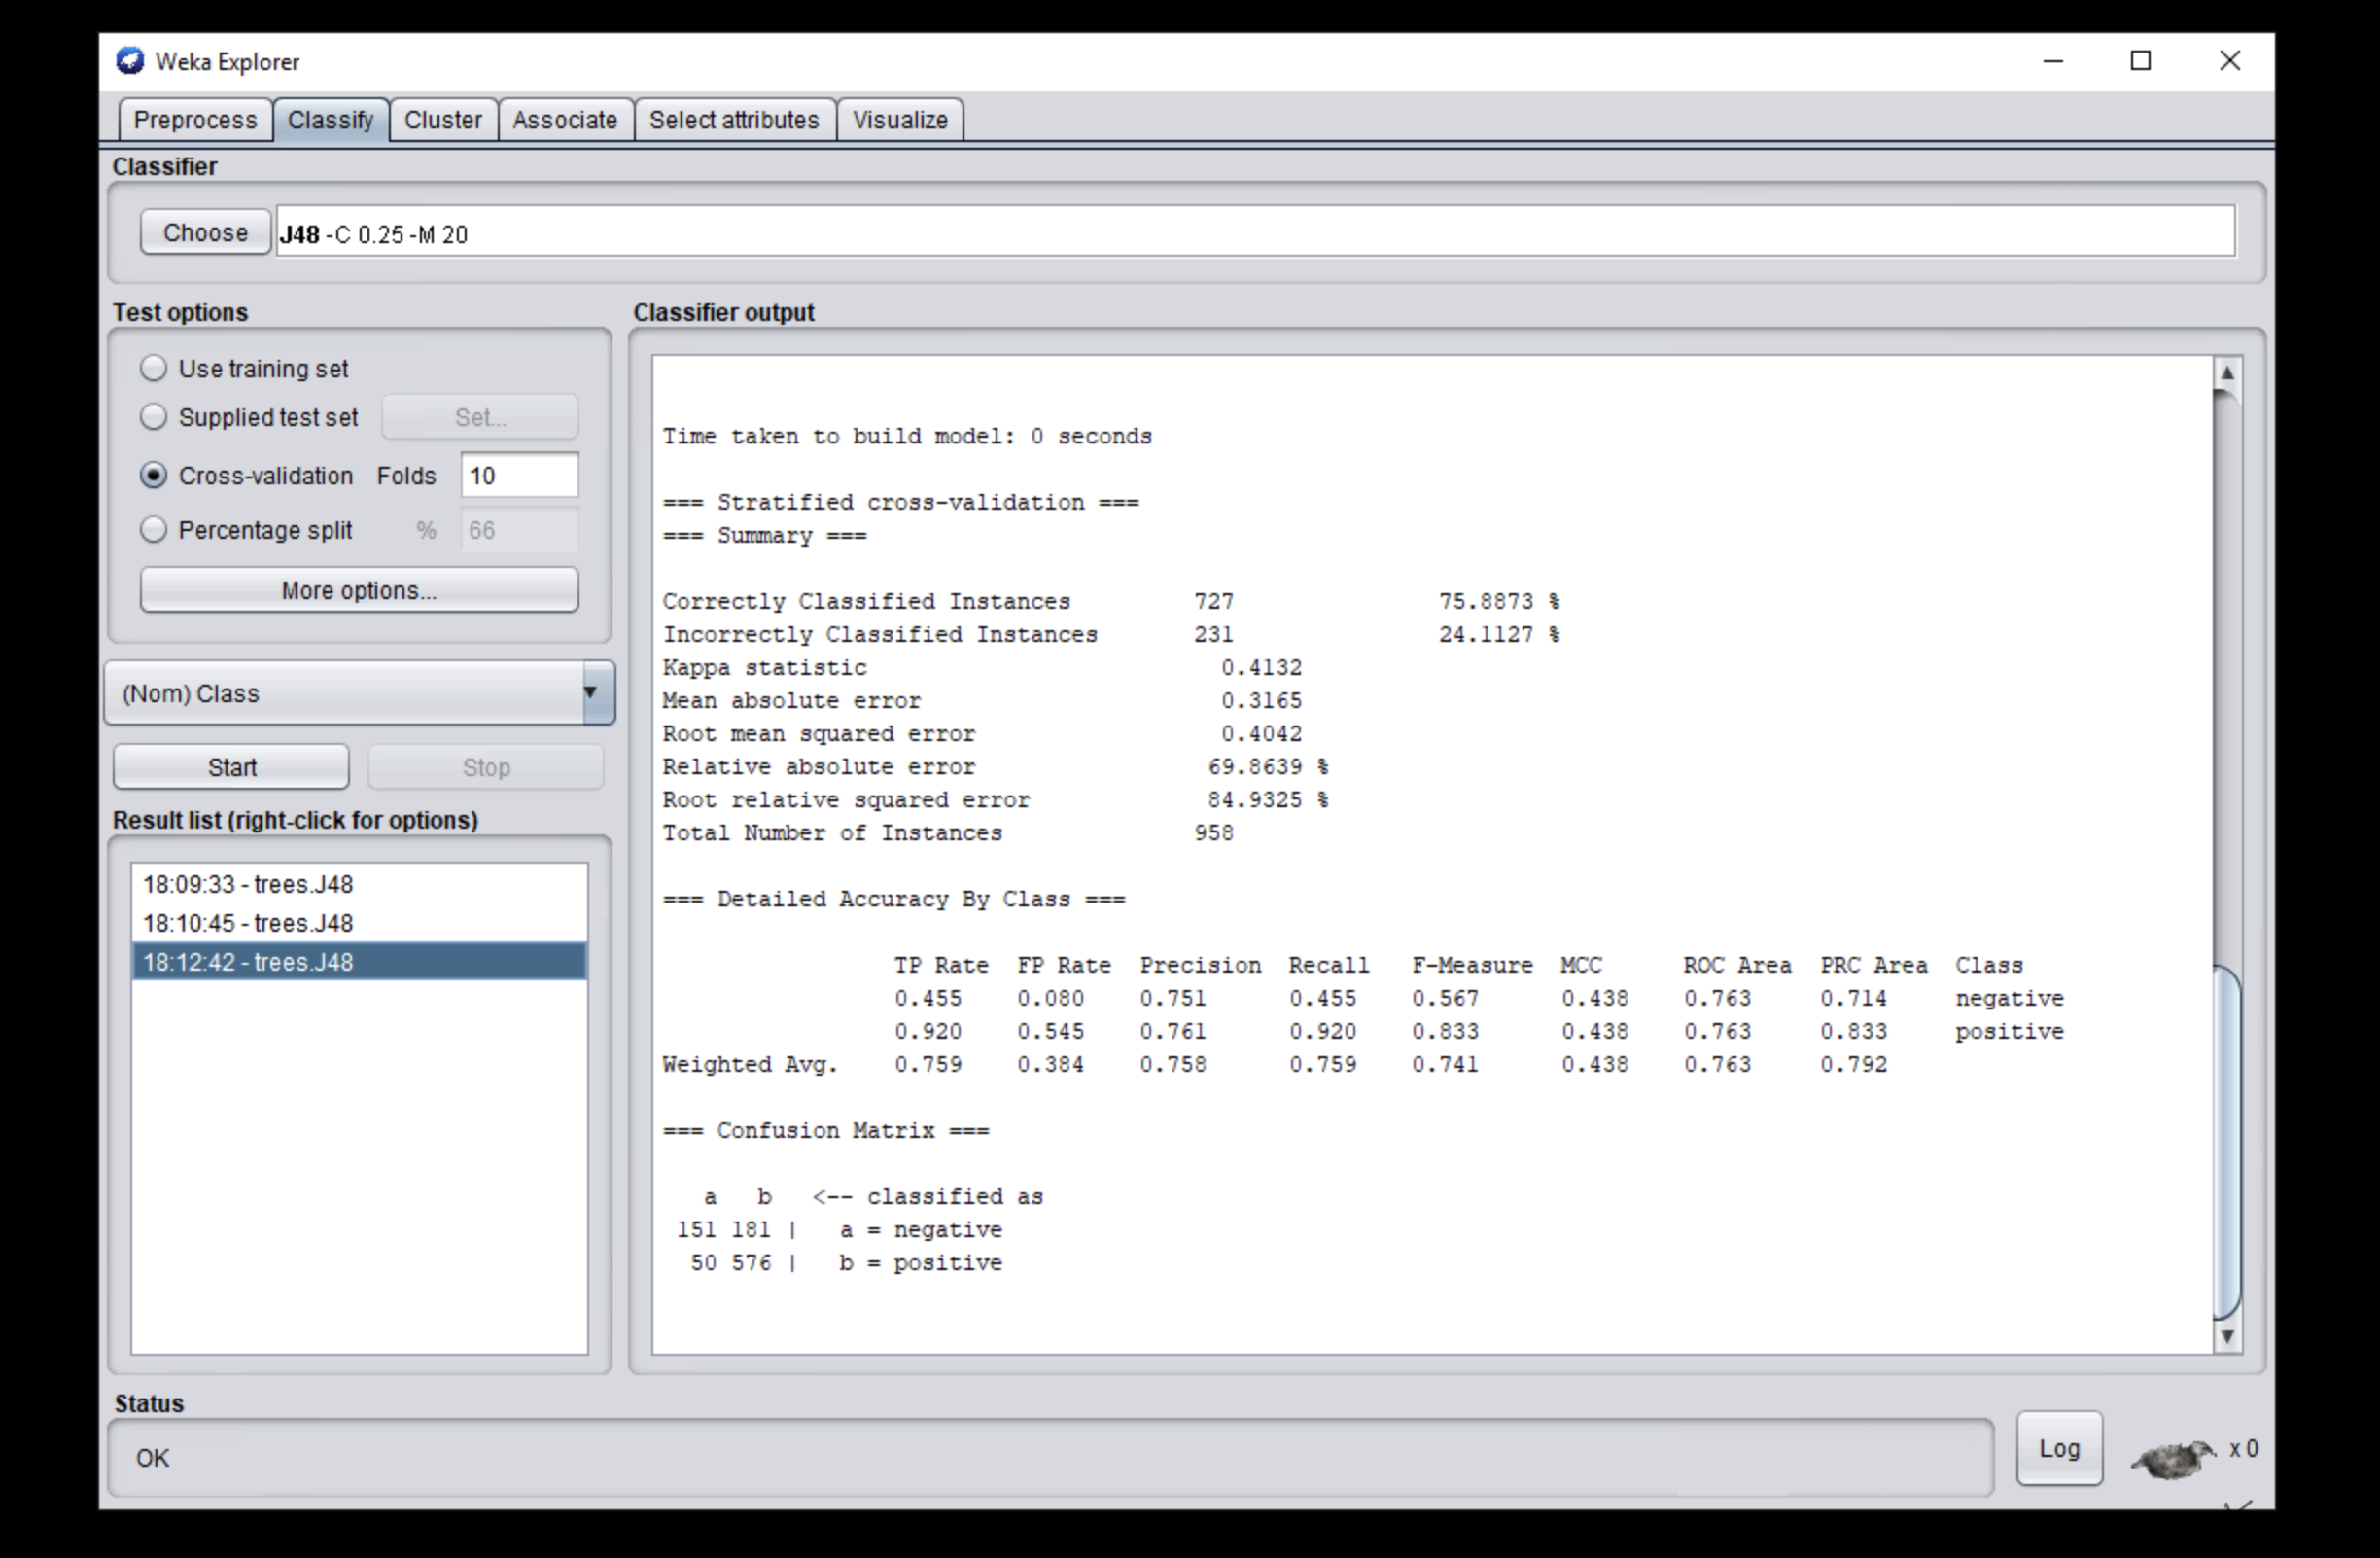 Weka Explorer
Preprocess Classify Cluster Associate Select attributes Visualize
Classifier
Choose J48 -C 0.25 -M 20
Test options
Use training set
Supplied test set Set...
Cross-validation Folds 10
Percentage split % 66
More options...
(Nom) Class
Start Stop
Result list (right-click for options)
18:09:33 - trees.J48
18:10:45 - trees.J48
18:12:42 - trees.J48
Classifier output
Time taken to build model: 0 seconds
=== Stratified cross-validation ===
=== Summary ===
Correctly Classified Instances 727 75.8873 %
Incorrectly Classified Instances 231 24.1127 %
Kappa statistic 0.4132
Mean absolute error 0.3165
Root mean squared error 0.4042
Relative absolute error 69.8639 %
Root relative squared error 84.9325 %
Total Number of Instances 958
=== Detailed Accuracy By Class ===
TP Rate FP Rate Precision Recall F-Measure MCC ROC Area PRC Area Class
0.455 0.080 0.751 0.455 0.567 0.438 0.763 0.714 negative
0.920 0.545 0.761 0.920 0.833 0.438 0.763 0.833 positive
Weighted Avg. 0.759 0.384 0.758 0.759 0.741 0.438 0.763 0.792
=== Confusion Matrix ===
a b <-- classified as
151 181 | a = negative
50 576 | b = positive
Status
OK
Log x 0